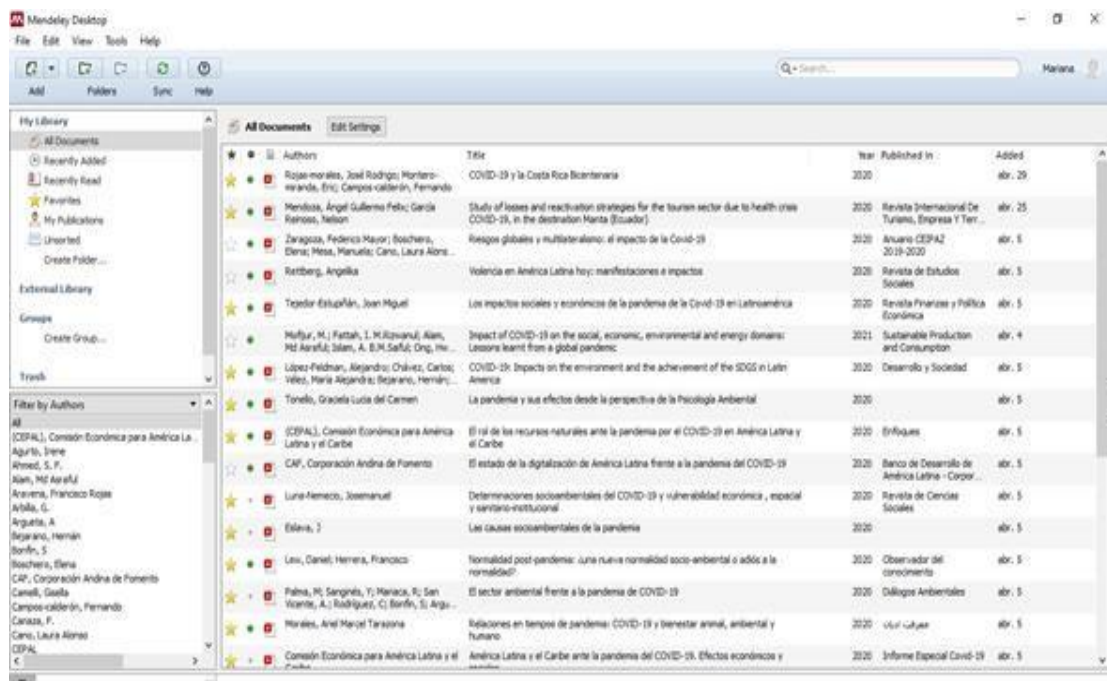 Mendeley Desktop
File Edit View Tools Help
Search...
Mariana
Add Folders Sync Help
My Library
All Documents
Recently Added
Recently Read
Favorites
My Publications
Unsorted
Create Folder...
External Library
Groups
Create Group...
Trash
Filter by Authors
All
(CEPAL), Comisión Económica para América La...
Agurto, Irene
Ahmed, S. F.
Alam, Md Asraful
Aravena, Francisco Rojas
Arbila, G.
Argueta, A
Bejarano, Hernán
Bonfin, S
Boschiero, Elena
CAF, Corporación Andina de Fomento
Camelli, Gisella
Campos-calderón, Fernando
Canaza, F.
Cano, Laura Alonso
CEPAL
All Documents Edit Settings
Authors Title Year Published In Added
Rojas-morales, José Rodrigo; Montero- COVID-19 y la Costa Rica Bicentenaria 2020 abr. 29
miranda, Eric; Campos-calderón, Fernando
Mendoza, Ángel Guillermo Felix; García Study of losses and reactivation strategies for the tourism sector due to health crisis 2020 Revista Internacional De abr. 25
Reinoso, Nelson COVID-19, in the destination Manta (Ecuador) Turismo, Empresa Y Terr...
Zaragoza, Federico Mayor; Boschiero, Riesgos globales y multilateralismo: el impacto de la Covid-19 2020 Anuario CEIPAZ abr. 5
Elena; Mesa, Manuela; Cano, Laura Alons... 2019-2020
Rettberg, Angelika Violencia en América Latina hoy: manifestaciones e impactos 2020 Revista de Estudios abr. 5
Sociales
Tejedor-Estupiñán, Joan Miguel Los impactos sociales y económicos de la pandemia de la Covid-19 en Latinoamérica 2020 Revista Finanzas y Política abr. 5
Económica
Mofijur, M.; Fattah, I. M.Rizwanul; Alam, Impact of COVID-19 on the social, economic, environmental and energy domains: 2021 Sustainable Production abr. 4
Md Asraful; Islam, A. B.M.Saiful; Ong, Hw... Lessons learnt from a global pandemic and Consumption
López-Feldman, Alejandro; Chávez, Carlos; COVID-19: Impacts on the environment and the achievement of the SDGS in Latin 2020 Desarrollo y Sociedad abr. 5
Vélez, María Alejandra; Bejarano, Hernán; ... America
Tonello, Graciela Lucia del Carmen La pandemia y sus efectos desde la perspectiva de la Psicología Ambiental 2020 abr. 5
(CEPAL), Comisión Económica para América El rol de los recursos naturales ante la pandemia por el COVID-19 en América Latina y 2020 Enfoques abr. 5
Latina y el Caribe el Caribe
CAF, Corporación Andina de Fomento El estado de la digitalización de América Latina frente a la pandemia del COVID-19 2020 Banco de Desarrollo de abr. 5
América Latina - Corpor...
Luna-Nemecio, Josemanuel Determinaciones socioambientales del COVID-19 y vulnerabilidad económica , espacial 2020 Revista de Ciencias abr. 5
y sanitario-institucional Sociales
Eslava, J Las causas socioambientales de la pandemia 2020 abr. 5
Lew, Daniel; Herrera, Francisco Normalidad post-pandemia: ¿una nueva normalidad socio-ambiental o adiós a la 2020 Observador del abr. 5
normalidad? conocimiento
Palma, M; Sanginés, Y; Maniaca, R; San El sector ambiental frente a la pandemia de COVID-19 2020 Diálogos Ambientales abr. 5
Vicente, A.; Rodríguez, C; Bonfin, S; Argu...
Morales, Ariel Marcel Tarazona Relaciones en tiempos de pandemia: COVID-19 y bienestar animal, ambiental y 2020 abr. 5
humano
Comisión Económica para América Latina y el América Latina y el Caribe ante la pandemia del COVID-19. Efectos económicos y 2020 Informe Especial Covid-19 abr. 5